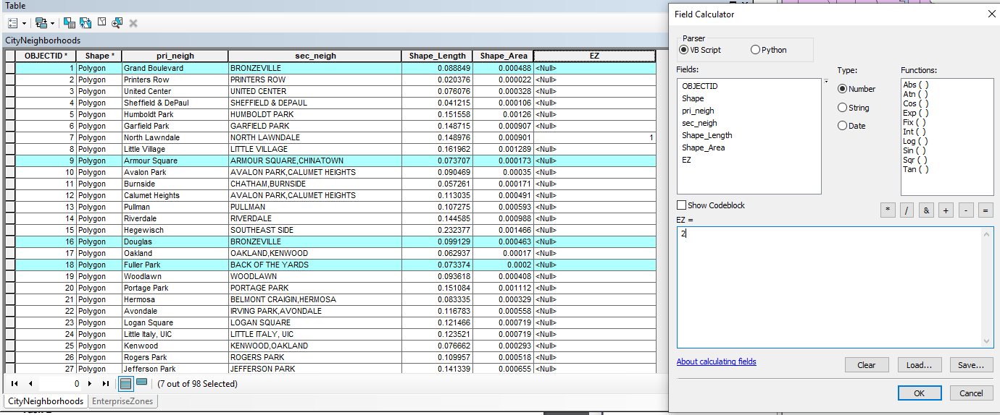 Table
CityNeighborhoods
OBJECTID * Shape * pri_neigh sec_neigh Shape_Length Shape_Area EZ
1 Polygon Grand Boulevard BRONZEVILLE 0.088849 0.000488 <Null>
2 Polygon Printers Row PRINTERS ROW 0.020376 0.000022 <Null>
3 Polygon United Center UNITED CENTER 0.076076 0.000328 <Null>
4 Polygon Sheffield & DePaul SHEFFIELD & DEPAUL 0.041215 0.000106 <Null>
5 Polygon Humboldt Park HUMBOLDT PARK 0.151558 0.00126 <Null>
6 Polygon Garfield Park GARFIELD PARK 0.148715 0.000907 <Null>
7 Polygon North Lawndale NORTH LAWNDALE 0.148976 0.000901 1
8 Polygon Little Village LITTLE VILLAGE 0.161962 0.001289 <Null>
9 Polygon Armour Square ARMOUR SQUARE,CHINATOWN 0.073707 0.000173 <Null>
10 Polygon Avalon Park AVALON PARK,CALUMET HEIGHTS 0.090469 0.00035 <Null>
11 Polygon Burnside CHATHAM,BURNSIDE 0.057261 0.000171 <Null>
12 Polygon Calumet Heights AVALON PARK,CALUMET HEIGHTS 0.113035 0.000491 <Null>
13 Polygon Pullman PULLMAN 0.107275 0.000593 <Null>
14 Polygon Riverdale RIVERDALE 0.144585 0.000988 <Null>
15 Polygon Hegewisch SOUTHEAST SIDE 0.232377 0.001466 <Null>
16 Polygon Douglas BRONZEVILLE 0.099129 0.000463 <Null>
17 Polygon Oakland OAKLAND,KENWOOD 0.062937 0.00017 <Null>
18 Polygon Fuller Park BACK OF THE YARDS 0.073374 0.0002 <Null>
19 Polygon Woodlawn WOODLAWN 0.093618 0.000408 <Null>
20 Polygon Portage Park PORTAGE PARK 0.151084 0.001112 <Null>
21 Polygon Hermosa BELMONT CRAIGIN,HERMOSA 0.083335 0.000329 <Null>
22 Polygon Avondale IRVING PARK,AVONDALE 0.116783 0.000558 <Null>
23 Polygon Logan Square LOGAN SQUARE 0.121466 0.000719 <Null>
24 Polygon Little Italy, UIC LITTLE ITALY, UIC 0.123521 0.000719 <Null>
25 Polygon Kenwood KENWOOD,OAKLAND 0.076662 0.000293 <Null>
26 Polygon Rogers Park ROGERS PARK 0.109957 0.000518 <Null>
27 Polygon Jefferson Park JEFFERSON PARK 0.141339 0.000655 <Null>
0 (7 out of 98 Selected)
CityNeighborhoods EnterpriseZones
Field Calculator
Parser
VB Script Python
Fields: Type: Functions:
OBJECTID
Shape
pri_neigh
sec_neigh
Shape_Length
Shape_Area
EZ
Number
String
Date
Abs ( )
Atn ( )
Cos ( )
Exp ( )
Fix ( )
Int ( )
Log ( )
Sin ( )
Sqr ( )
Tan ( )
Show Codeblock
* / & + - =
EZ =
2
About calculating fields
Clear Load... Save...
OK Cancel